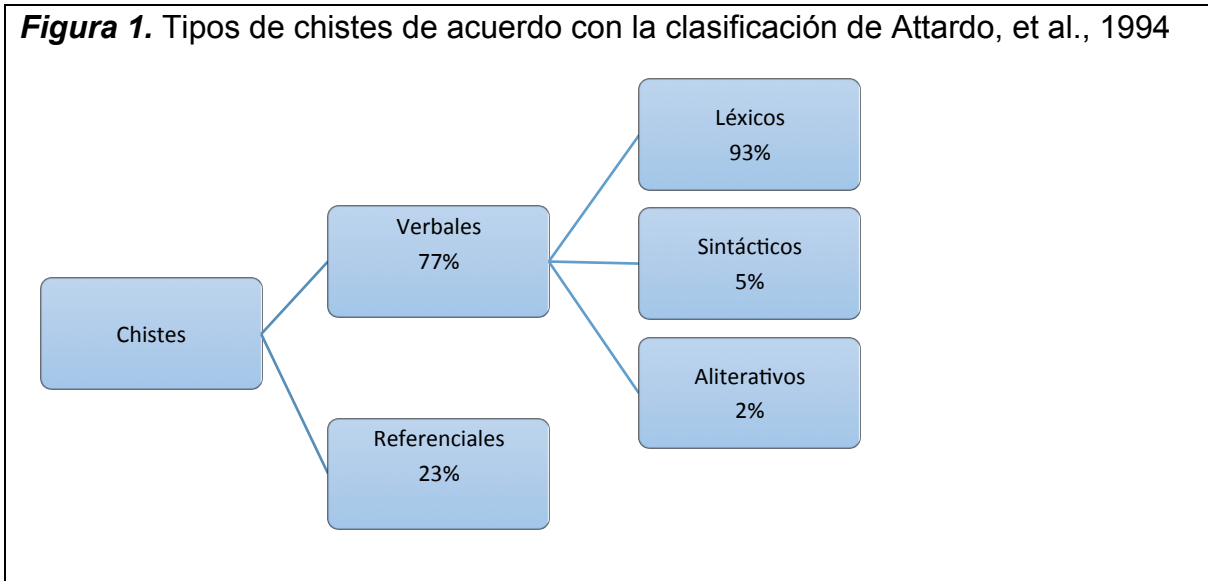 Figura 1. Tipos de chistes de acuerdo con la clasificación de Attardo, et al., 1994
Chistes
Verbales
77%
Referenciales
23%
Léxicos
93%
Sintácticos
5%
Aliterativos
2%